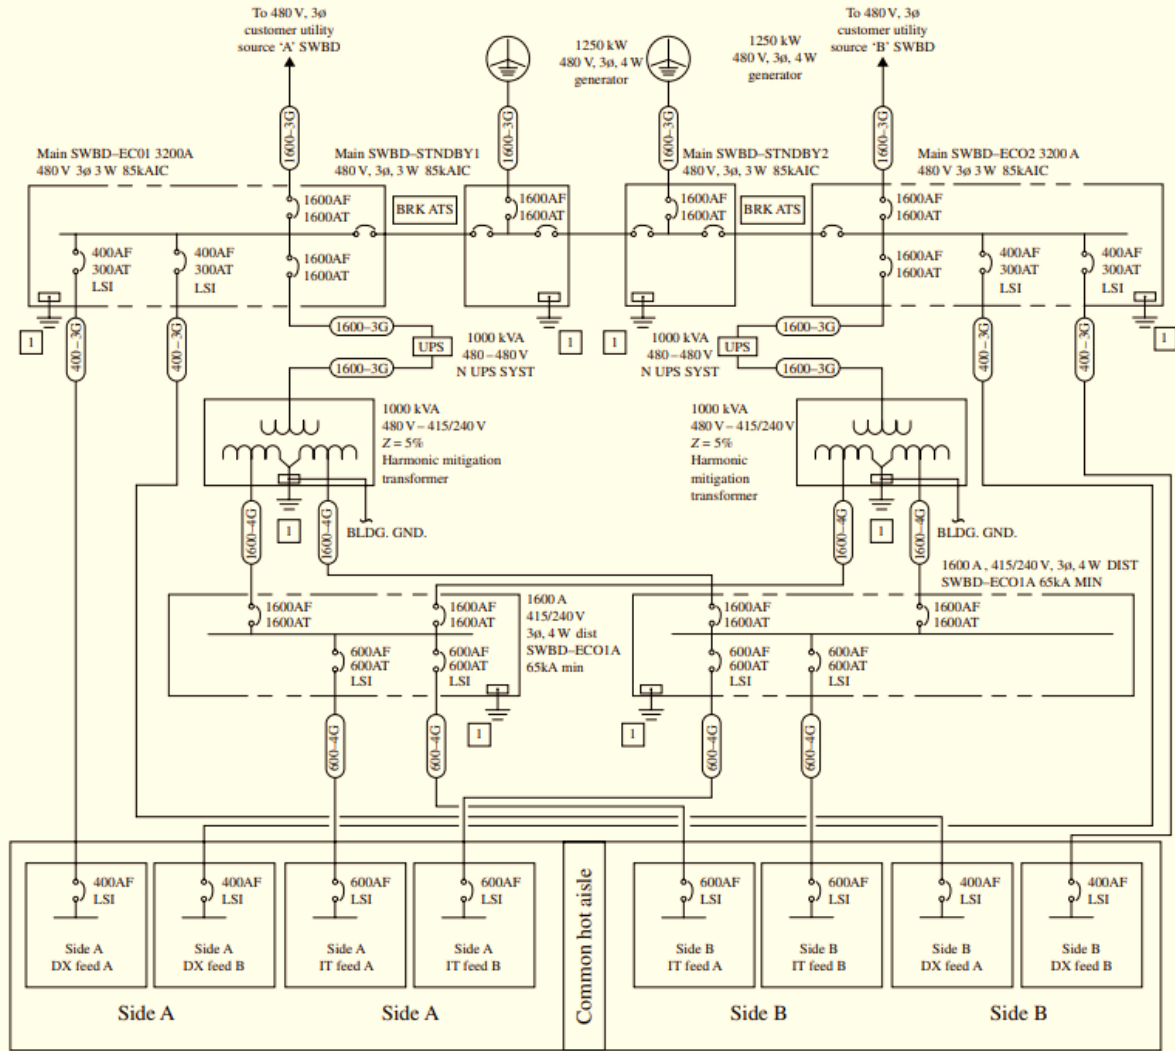 To 480 V, 3ø
customer utility
source ‘A’ SWBD
1250 kW
480 V, 3ø, 4 W
generator
1250 kW
480 V, 3ø, 4 W
generator
To 480 V, 3ø
customer utility
source ‘B’ SWBD
1600–3G
1600–3G
1600–3G
1600–3G
Main SWBD–EC01 3200A
480 V 3ø 3 W 85kAIC
Main SWBD–STNDBY1
480 V, 3ø, 3 W 85kAIC
Main SWBD–STNDBY2
480 V, 3ø, 3 W 85kAIC
Main SWBD–ECO2 3200 A
480 V 3ø 3 W 85kAIC
1600AF
1600AT
BRK ATS
1600AF
1600AT
1600AF
1600AT
BRK ATS
1600AF
1600AT
400AF
300AT
LSI
400AF
300AT
LSI
1600AF
1600AT
1600AF
1600AT
400AF
300AT
LSI
400AF
300AT
LSI
1
1
1
1
400–3G
400–3G
1600–3G
UPS
1600–3G
1000 kVA
480–480 V
N UPS SYST
1000 kVA
480–480 V
N UPS SYST
1600–3G
UPS
1600–3G
400–3G
400–3G
1000 kVA
480 V – 415/240 V
Z = 5%
Harmonic mitigation
transformer
1000 kVA
480 V – 415/240 V
Z = 5%
Harmonic
mitigation
transformer
1600–4G
1
1600–4G
BLDG. GND.
1600–4G
1
1600–4G
BLDG. GND.
1600 A , 415/240 V, 3ø, 4 W DIST
SWBD–ECO1A 65kA MIN
1600AF
1600AT
1600AF
1600AT
1600 A
415/240 V
3ø, 4 W dist
SWBD–ECO1A
65kA min
1600AF
1600AT
1600AF
1600AT
600AF
600AT
LSI
600AF
600AT
LSI
600AF
600AT
LSI
600AF
600AT
LSI
1
1
600–4G
600–4G
600–4G
600–4G
400AF
LSI
Side A
DX feed A
400AF
LSI
Side A
DX feed B
600AF
LSI
Side A
IT feed A
600AF
LSI
Side A
IT feed B
Common hot aisle
600AF
LSI
Side B
IT feed A
600AF
LSI
Side B
IT feed B
400AF
LSI
Side B
DX feed A
400AF
LSI
Side B
DX feed B
Side A
Side A
Side B
Side B